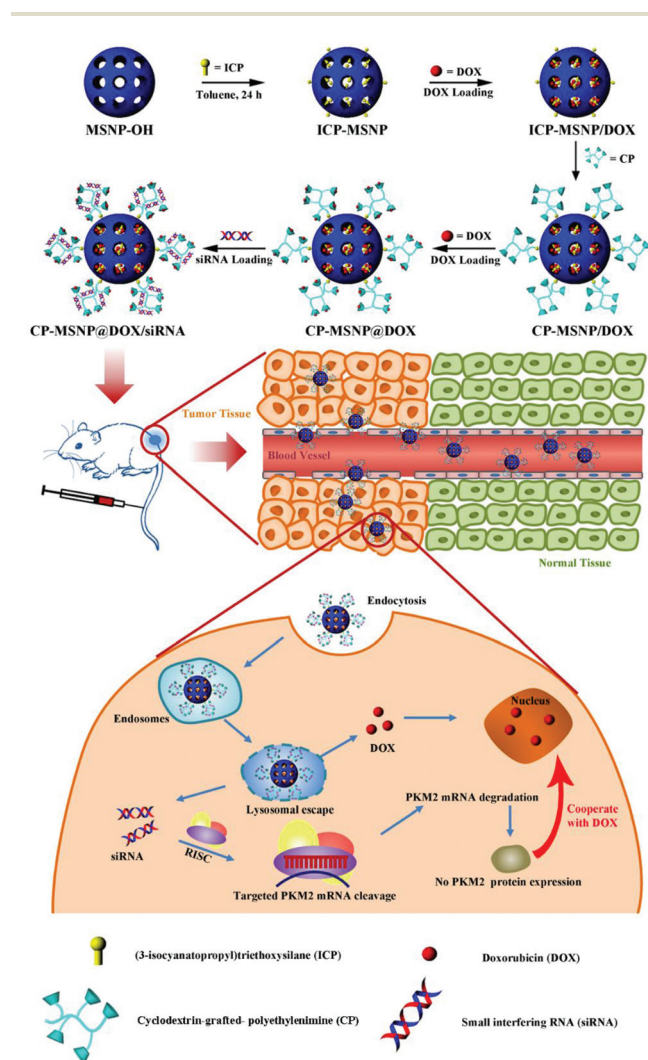 = ICP
Toluene, 24 h
= DOX
DOX Loading
MSNP-OH
ICP-MSNP
ICP-MSNP/DOX
= CP
siRNA Loading
= DOX
DOX Loading
CP-MSNP@DOX/siRNA
CP-MSNP@DOX
CP-MSNP/DOX
Tumor Tissue
Blood Vessel
Normal Tissue
Endocytosis
Endosomes
Nucleus
DOX
Lysosomal escape
PKM2 mRNA degradation
Cooperate
with DOX
siRNA
RISC
Targeted PKM2 mRNA cleavage
No PKM2 protein expression
(3-isocyanatopropyl)triethoxysilane (ICP)
Doxorubicin (DOX)
Cyclodextrin-grafted- polyethylenimine (CP)
Small interfering RNA (siRNA)